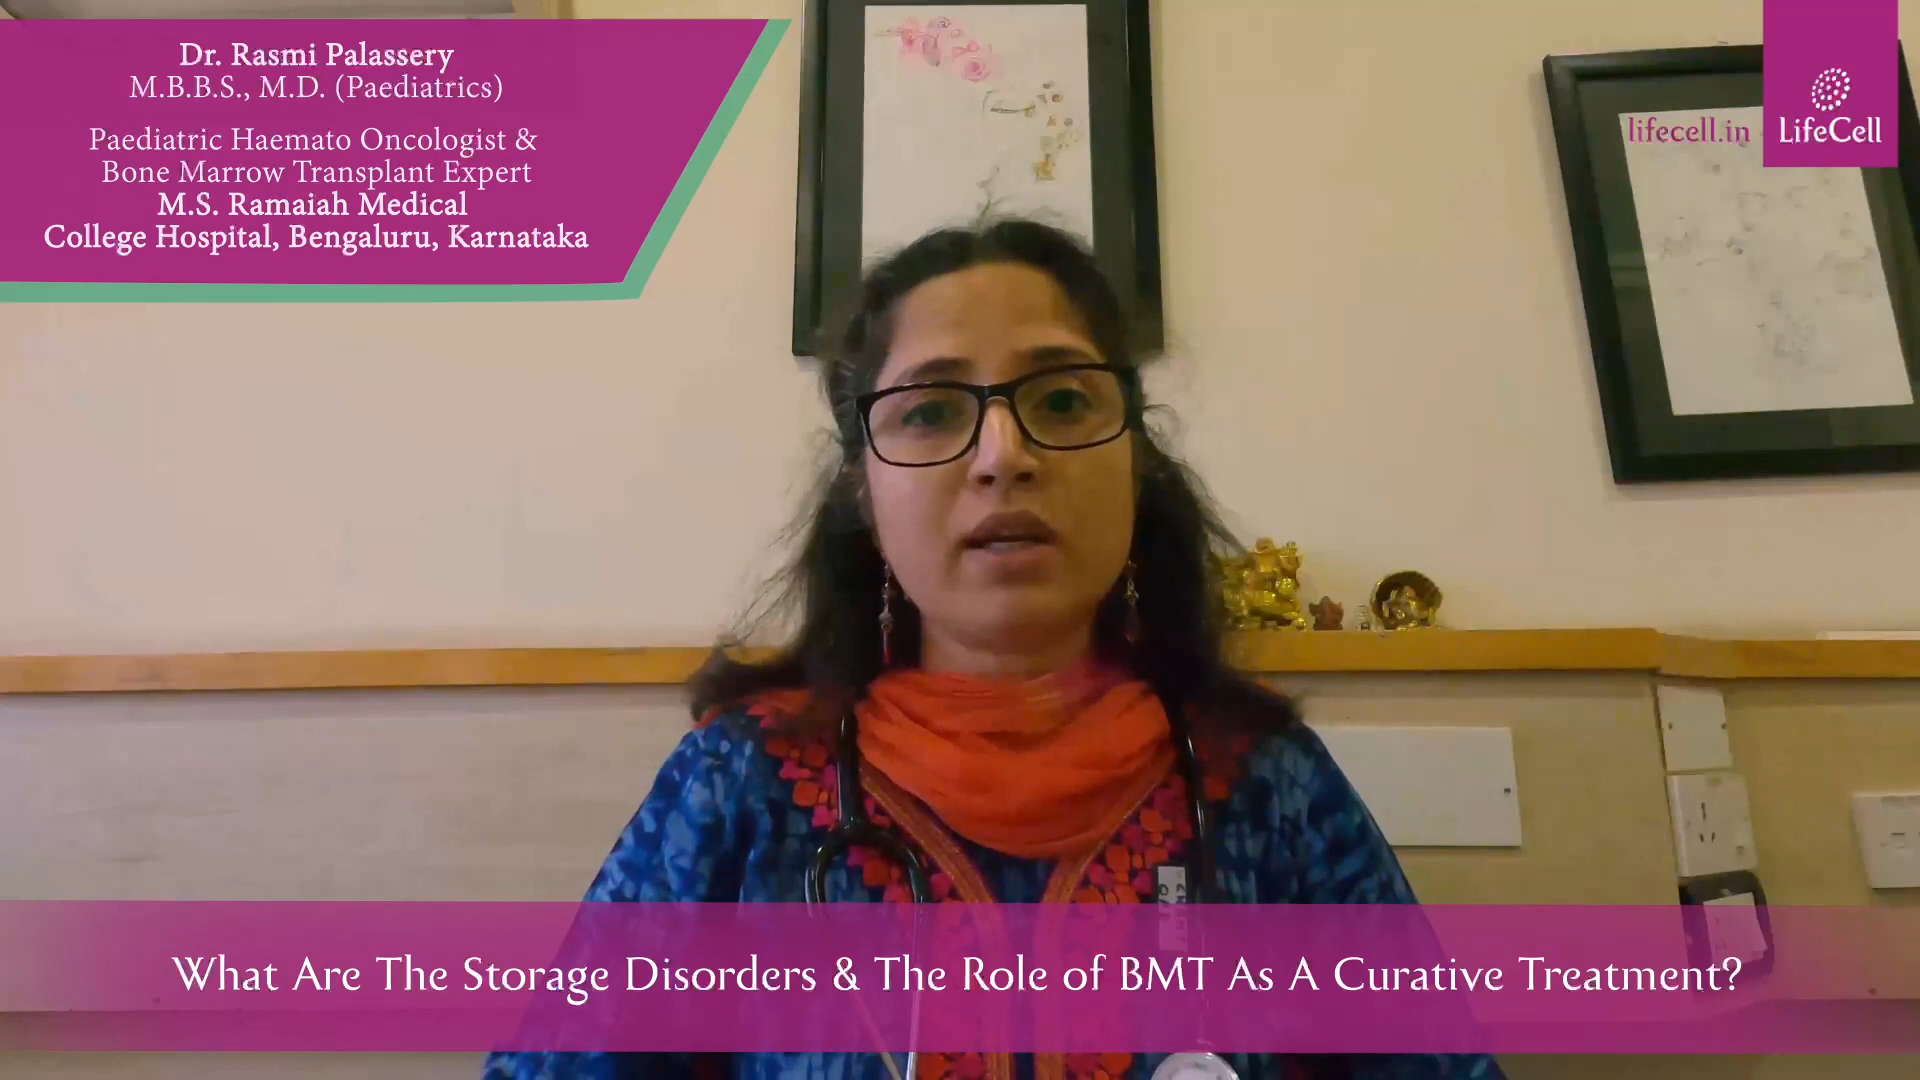 Dr. Rasmi Palassery
M.B.B.S., M.D. (Paediatrics)
Paediatric Haemato Oncologist &
Bone Marrow Transplant Expert
M.S. Ramaiah Medical
College Hospital, Bengaluru, Karnataka
lifecell.in
LifeCell
What Are The Storage Disorders & The Role of BMT As A Curative Treatment?